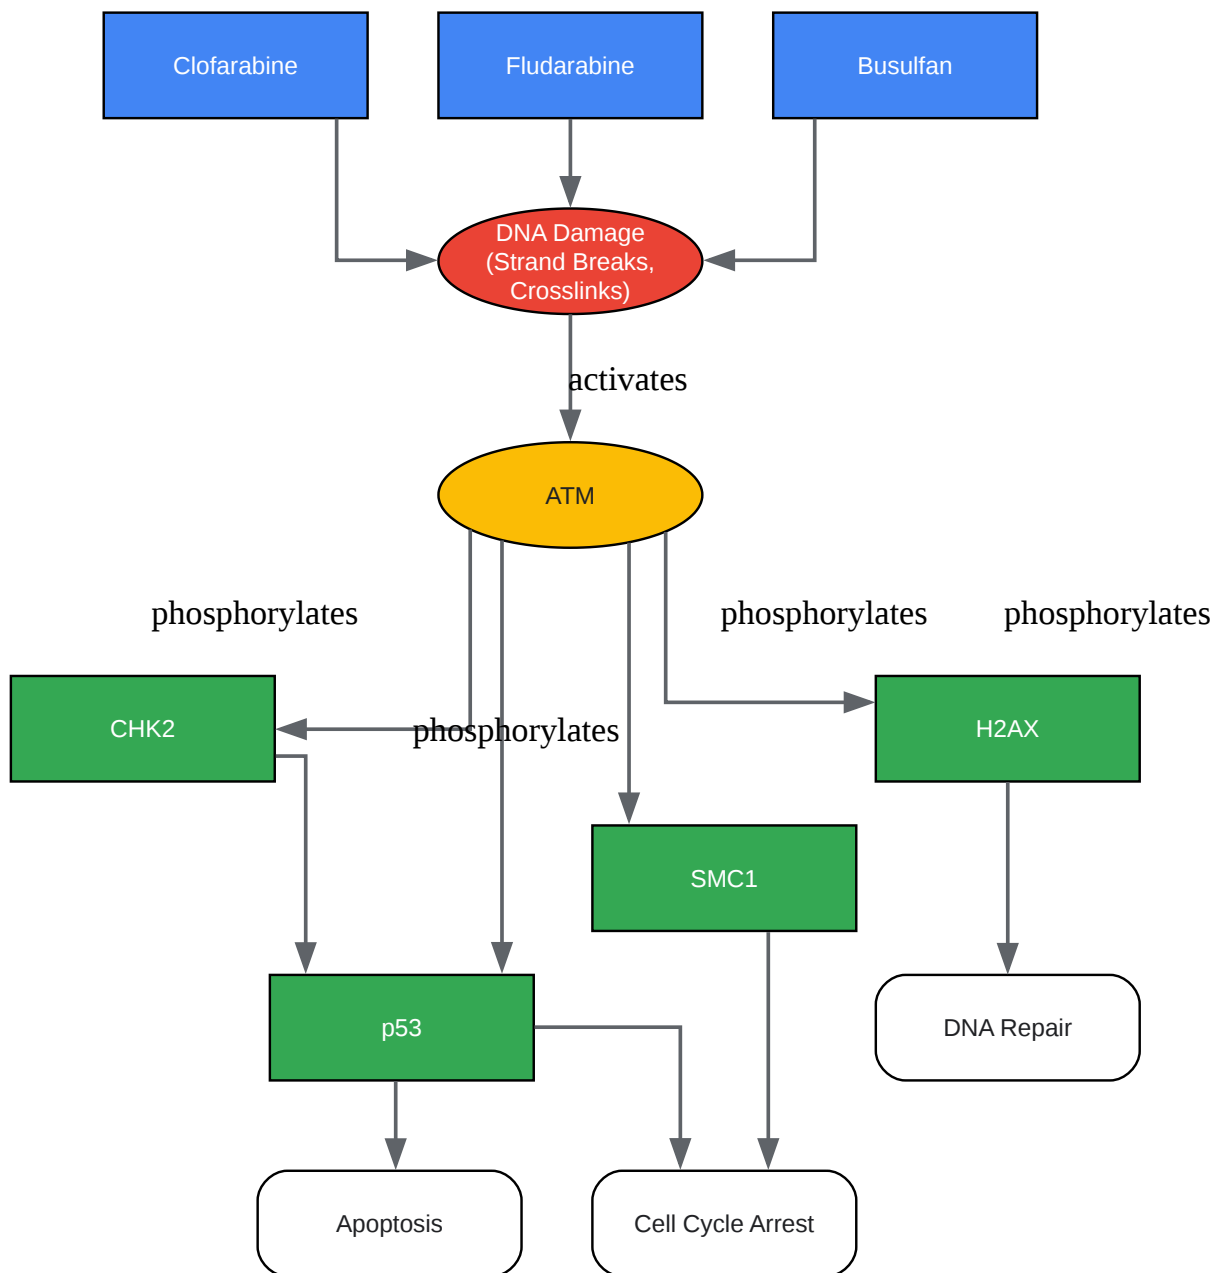 Clofarabine
Fludarabine
Busulfan
DNA Damage
(Strand Breaks,
Crosslinks)
activates
ATM
phosphorylates
phosphorylates
phosphorylates
CHK2
phosphorylates
H2AX
SMC1
p53
DNA Repair
Apoptosis
Cell Cycle Arrest